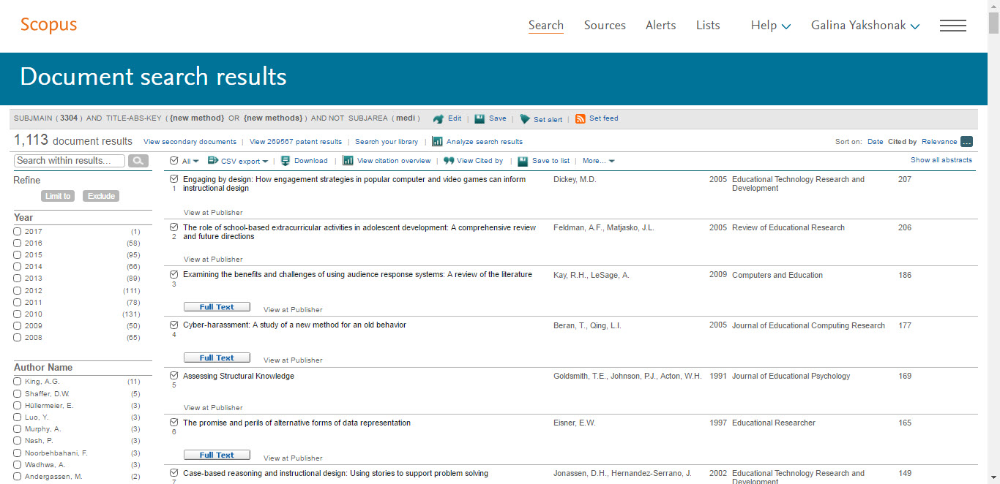 Scopus
Search Sources Alerts Lists Help Galina Yakshonak
Document search results
SUBJMAIN ( 3304 ) AND TITLE-ABS-KEY ( {new method} OR {new methods} ) AND NOT SUBJAREA ( medi ) Edit | Save | Set alert | Set feed
1,113 document results View secondary documents | View 269567 patent results | Search your library | Analyze search results Sort on: Date Cited by Relevance ...
Search within results... All CSV export | Download | View citation overview | View Cited by | Save to list | More... Show all abstracts
Refine
Limit to Exclude
Year
2017 (1)
2016 (58)
2015 (95)
2014 (66)
2013 (89)
2012 (111)
2011 (78)
2010 (131)
2009 (50)
2008 (65)
Author Name
King, A.G. (11)
Shaffer, D.W. (5)
Hüllermeier, E. (3)
Luo, Y. (3)
Murphy, A. (3)
Nash, P. (3)
Noorbehbahani, F. (3)
Wadhwa, A. (3)
Andergassen, M. (2)
Engaging by design: How engagement strategies in popular computer and video games can inform Dickey, M.D. 2005 Educational Technology Research and 207
1 instructional design Development
View at Publisher
The role of school-based extracurricular activities in adolescent development: A comprehensive review Feldman, A.F., Matjasko, J.L. 2005 Review of Educational Research 206
2 and future directions
View at Publisher
Examining the benefits and challenges of using audience response systems: A review of the literature Kay, R.H., LeSage, A. 2009 Computers and Education 186
3
Full Text View at Publisher
Cyber-harassment: A study of a new method for an old behavior Beran, T., Qing, L.I. 2005 Journal of Educational Computing Research 177
4
Full Text View at Publisher
Assessing Structural Knowledge Goldsmith, T.E., Johnson, P.J., Acton, W.H. 1991 Journal of Educational Psychology 169
5
View at Publisher
The promise and perils of alternative forms of data representation Eisner, E.W. 1997 Educational Researcher 165
6
Full Text View at Publisher
Case-based reasoning and instructional design: Using stories to support problem solving Jonassen, D.H., Hernandez-Serrano, J. 2002 Educational Technology Research and 149
7 Development